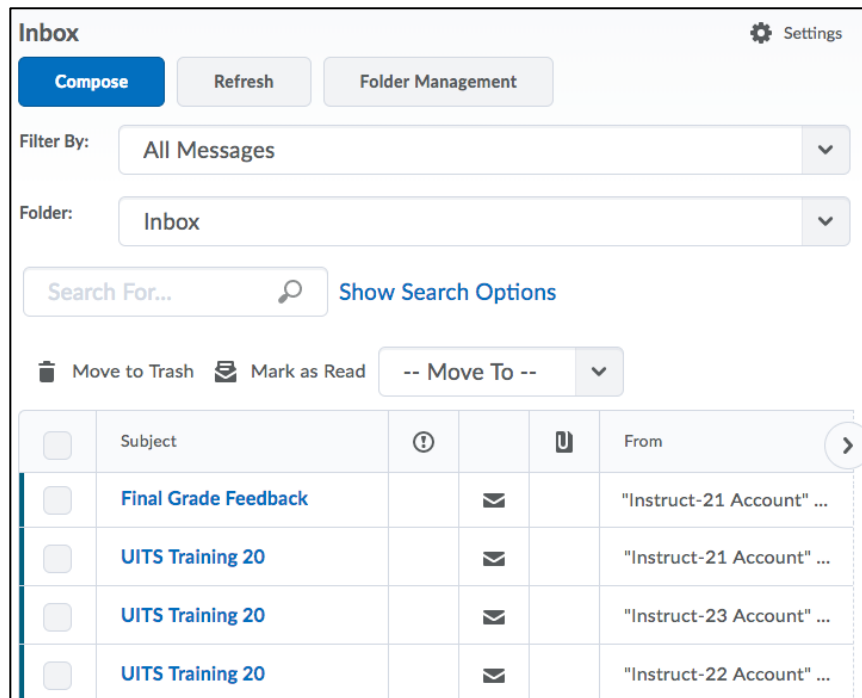 Inbox
Settings
Compose Refresh Folder Management
Filter By: All Messages
Folder: Inbox
Search For... Show Search Options
Move to Trash Mark as Read -- Move To --
Subject From
Final Grade Feedback "Instruct-21 Account" ...
UITS Training 20 "Instruct-21 Account" ...
UITS Training 20 "Instruct-23 Account" ...
UITS Training 20 "Instruct-22 Account" ...